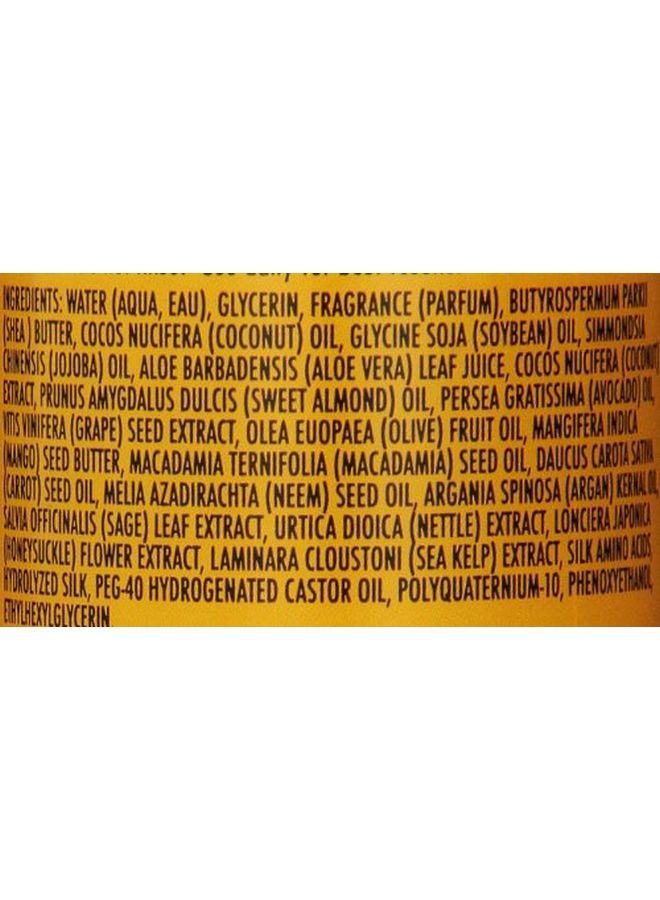 INGREDIENTS: WATER (AQUA, EAU), GLYCERIN, FRAGRANCE (PARFUM), BUTYROSPERMUM PARKII
(SHEA) BUTTER, COCOS NUCIFERA (COCONUT) OIL, GLYCINE SOJA (SOYBEAN) OIL, SIMMONDSIA
CHINENSIS (JOJOBA) OIL, ALOE BARBADENSIS (ALOE VERA) LEAF JUICE, COCOS NUCIFERA (COCONUT)
EXTRACT, PRUNUS AMYGDALUS DULCIS (SWEET ALMOND) OIL, PERSEA GRATISSIMA (AVOCADO) OIL,
VITIS VINIFERA (GRAPE) SEED EXTRACT, OLEA EUOPAEA (OLIVE) FRUIT OIL, MANGIFERA INDICA
(MANGO) SEED BUTTER, MACADAMIA TERNIFOLIA (MACADAMIA) SEED OIL, DAUCUS CAROTA SATIVA
(CARROT) SEED OIL, MELIA AZADIRACHTA (NEEM) SEED OIL, ARGANIA SPINOSA (ARGAN) KERNAL OIL,
SALVIA OFFICINALIS (SAGE) LEAF EXTRACT, URTICA DIOICA (NETTLE) EXTRACT, LONCIERA JAPONICA
(HONEYSUCKLE) FLOWER EXTRACT, LAMINARA CLOUSTONI (SEA KELP) EXTRACT, SILK AMINO ACIDS,
HYDROLYZED SILK, PEG-40 HYDROGENATED CASTOR OIL, POLYQUATERNIUM-10, PHENOXYETHANOL,
ETHYLHEXYLGLYCERIN.